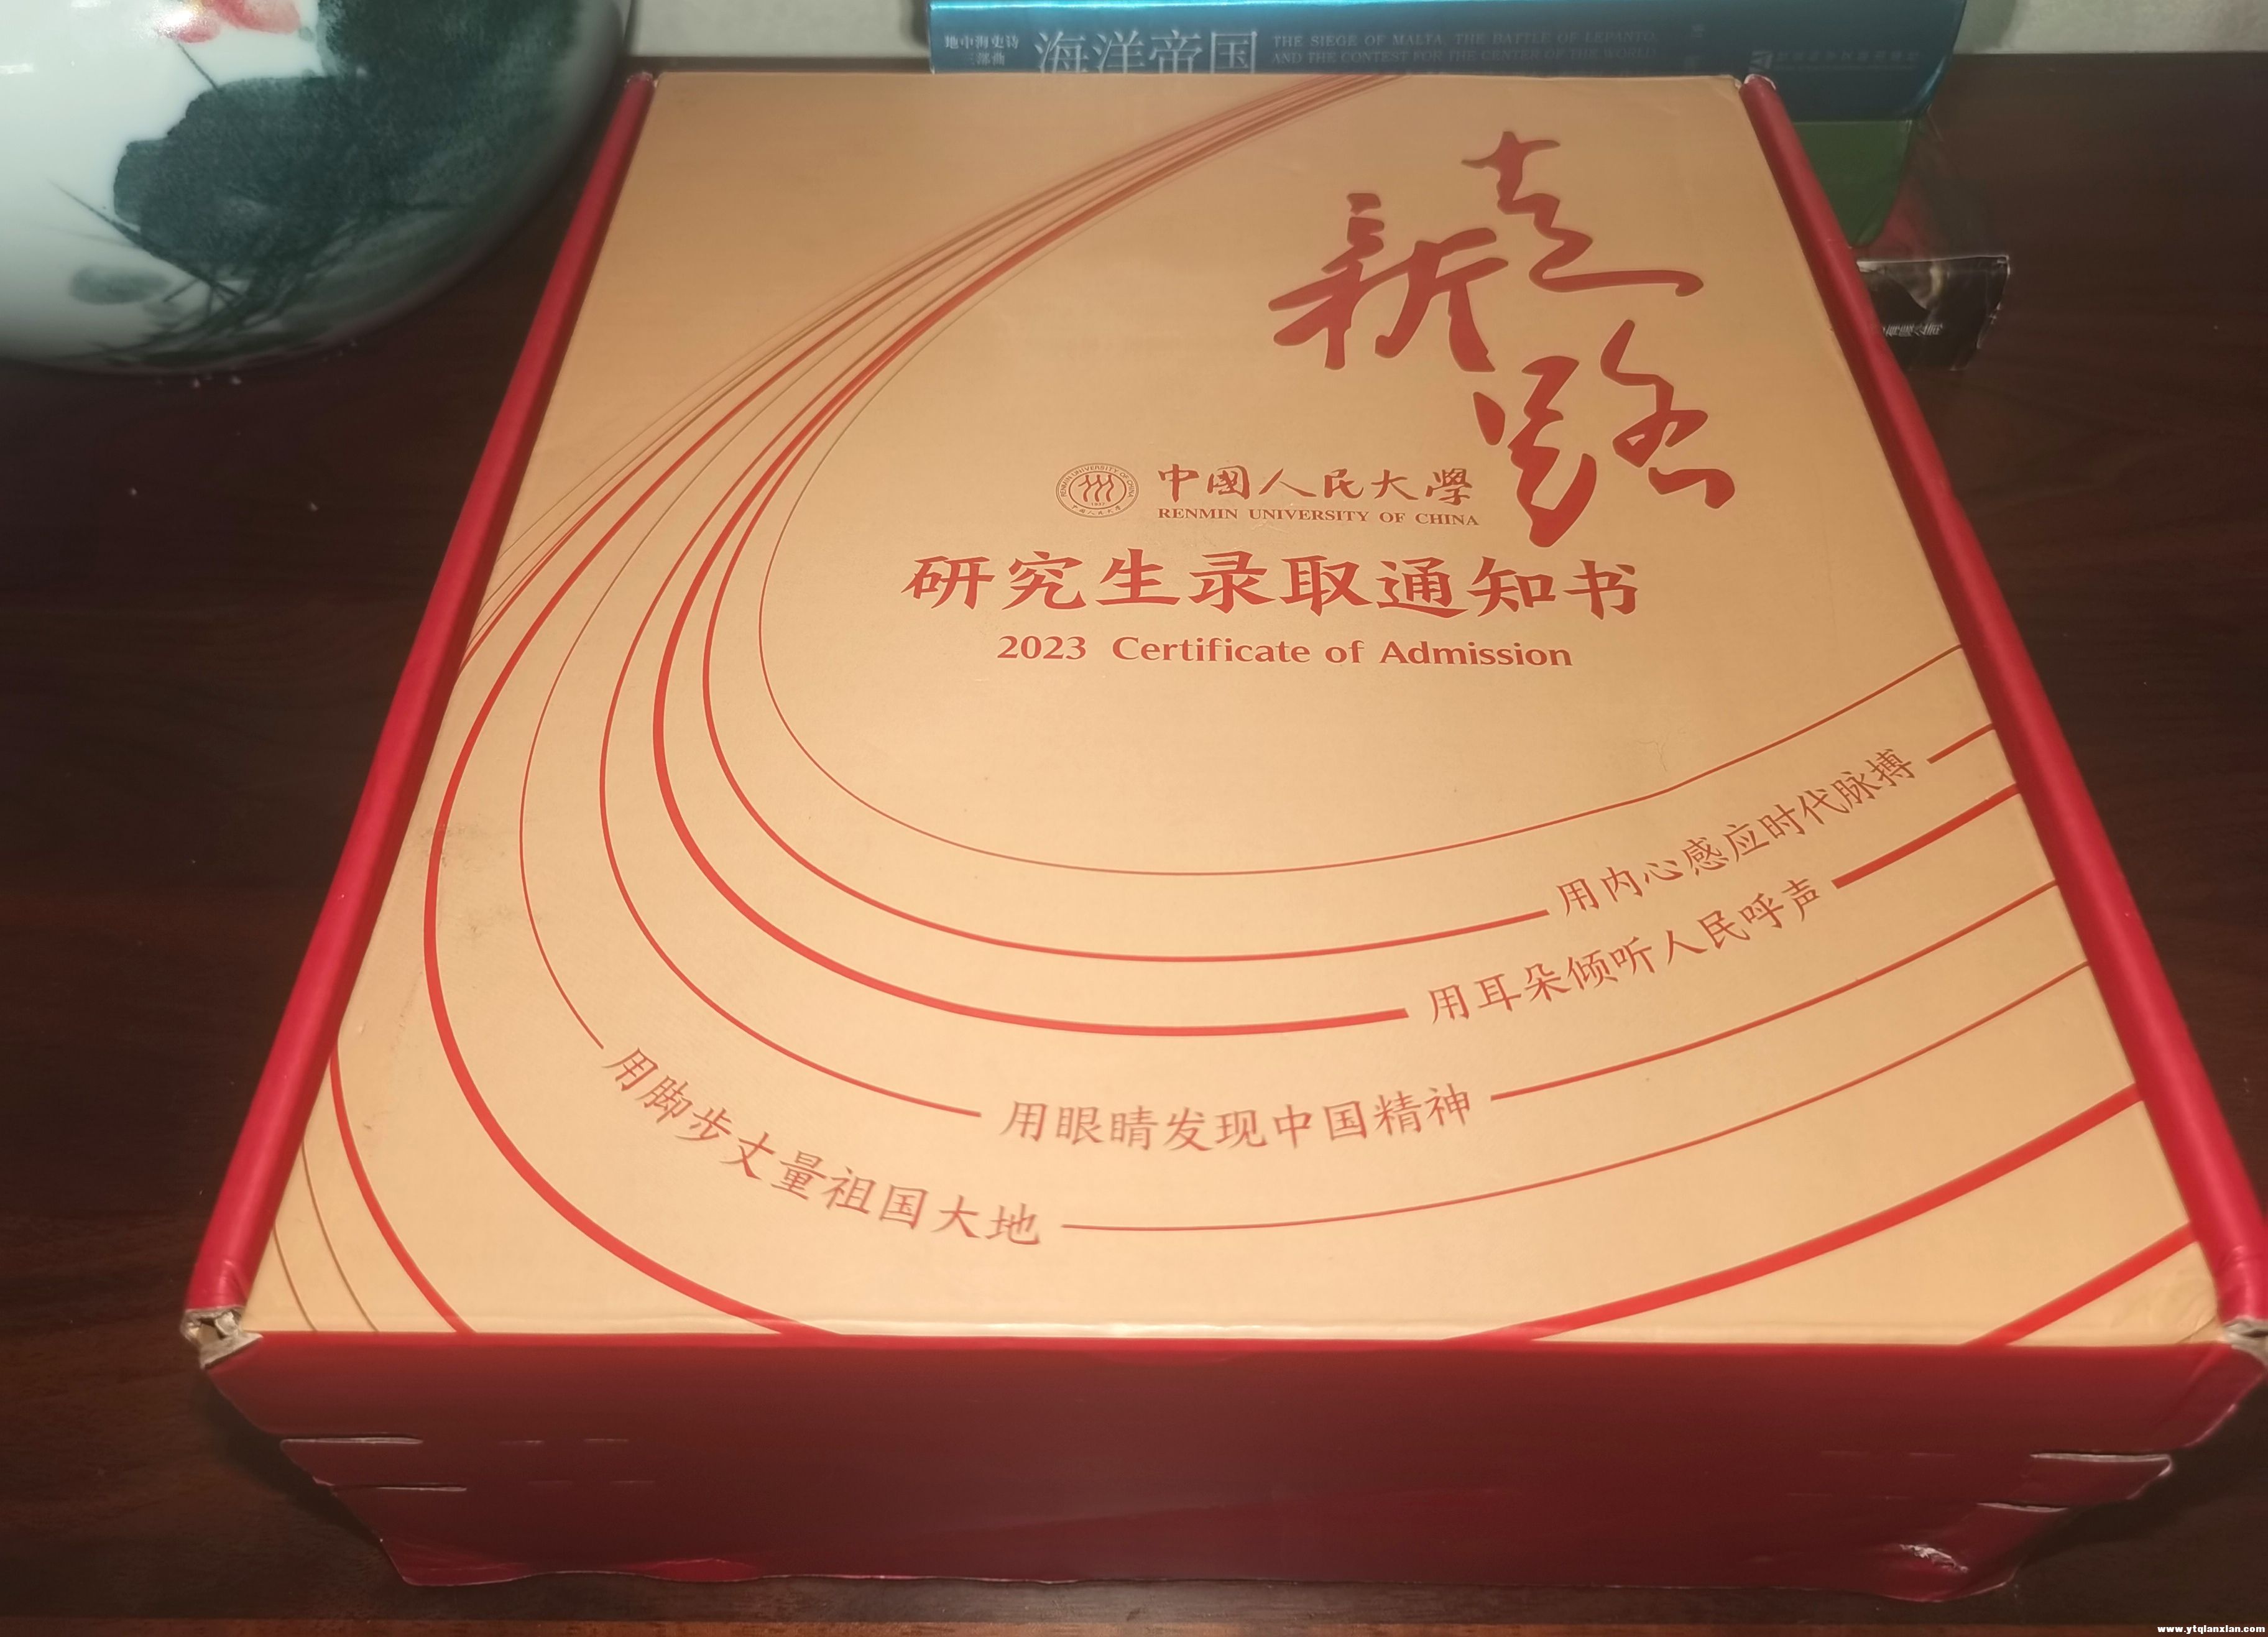 地中海史诗
三部曲
海洋帝国
THE SIEGE OF MALTA, THE BATTLE OF LEPANTO,
AND THE CONTEST FOR THE CENTER OF THE WORLD
走
新
路
中國人民大學
RENMIN UNIVERSITY OF CHINA
研究生录取通知书
2023 Certificate of Admission
用内心感应时代脉搏
用耳朵倾听人民呼声
用眼睛发现中国精神
用脚步丈量祖国大地
www.ytqianxian.com